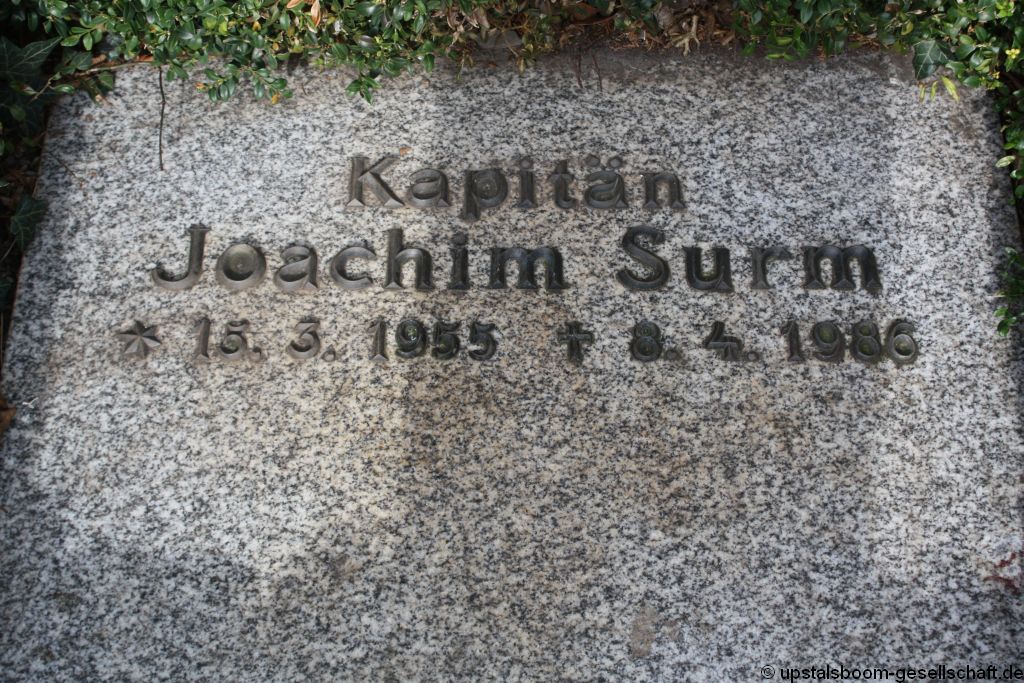 Kapitän
Joachim Surm
* 15. 3. 1955 † 8. 4. 1986
© upstalsboom-gesellschaft.de